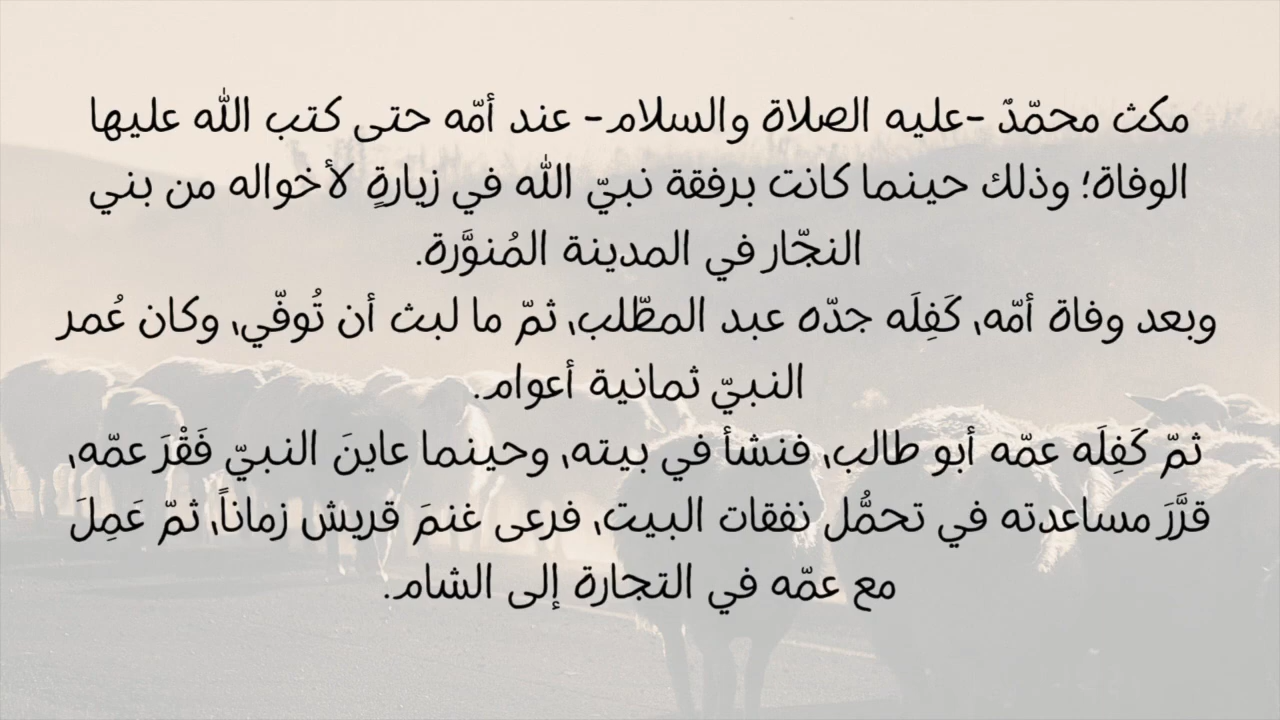 مكث محمّدٌ -عليه الصلاة والسلام- عند أمّه حتى كتب الله عليها
الوفاة؛ وذلك حينما كانت برفقة نبيّ الله في زيارةٍ لأخواله من بني
النجّار في المدينة المُنوَّرة.
وبعد وفاة أمّه، كَفِلَه جدّه عبد المطّلب، ثمّ ما لبث أن تُوفّي، وكان عُمر
النبيّ ثمانية أعوام.
ثمّ كَفِلَه عمّه أبو طالب، فنشأ في بيته، وحينما عاينَ النبيّ فَقْرَ عمّه،
قرَّرَ مساعدته في تحمُّل نفقات البيت، فرعى غنمَ قريش زماناً، ثمّ عَمِلَ
مع عمّه في التجارة إلى الشام.